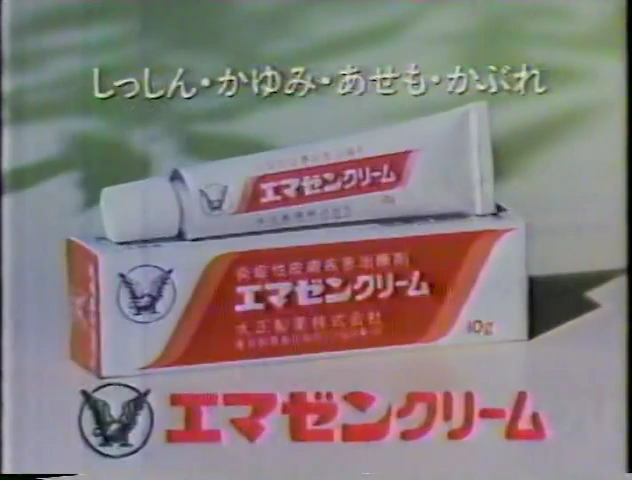 しっしん・かゆみ・あせも・かぶれ
エマゼンクリーム
炎症性皮膚疾患治療剤
エマゼンクリーム
大正製薬株式会社
10g
エマゼンクリーム